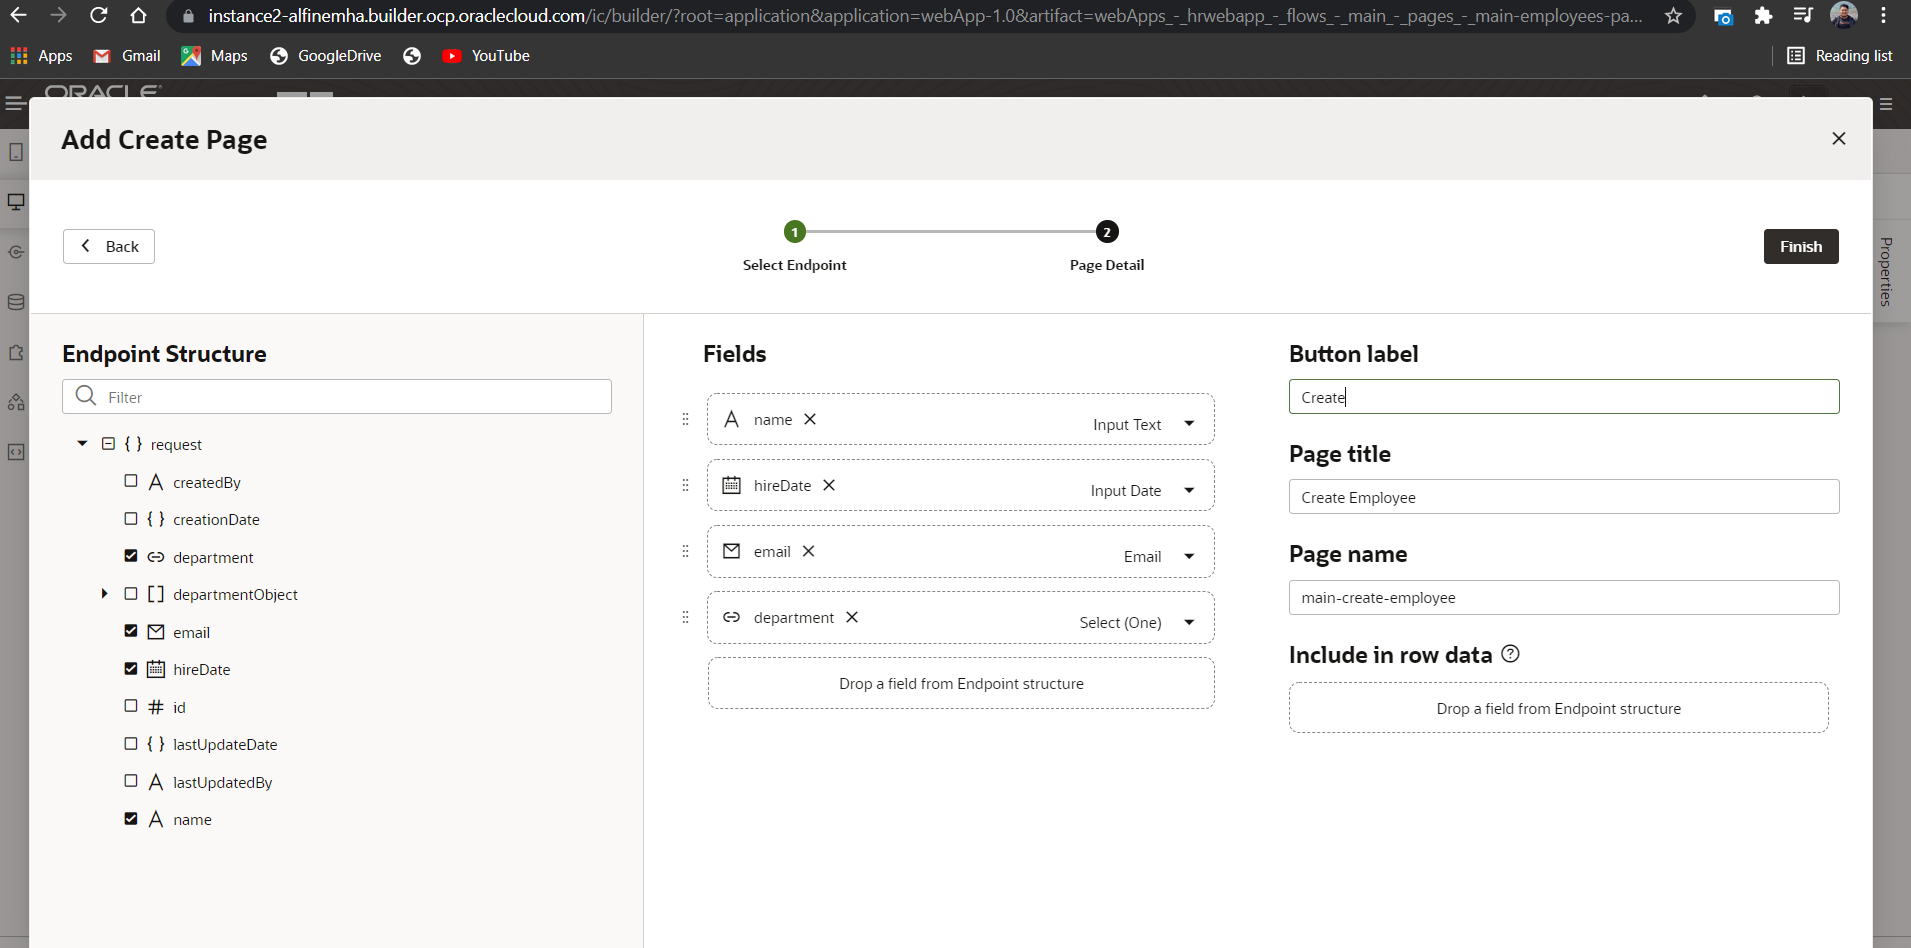 instance2-alfinemha.builder.ocp.oraclecloud.com/ic/builder/?root=application&application=webApp-1.0&artifact=webApps_-_hrwebapp_-_flows_-_main_-_pages_-_main-employees-pa...
Apps Gmail Maps GoogleDrive YouTube Reading list
ORACLE
Add Create Page
Back
1 2
Select Endpoint Page Detail
Finish
Properties
Endpoint Structure
Filter
{ } request
A createdBy
{ } creationDate
department
[ ] departmentObject
email
hireDate
# id
{ } lastUpdateDate
A lastUpdatedBy
A name
Fields
A name Input Text
hireDate Input Date
email Email
department Select (One)
Drop a field from Endpoint structure
Button label
Create
Page title
Create Employee
Page name
main-create-employee
Include in row data ?
Drop a field from Endpoint structure